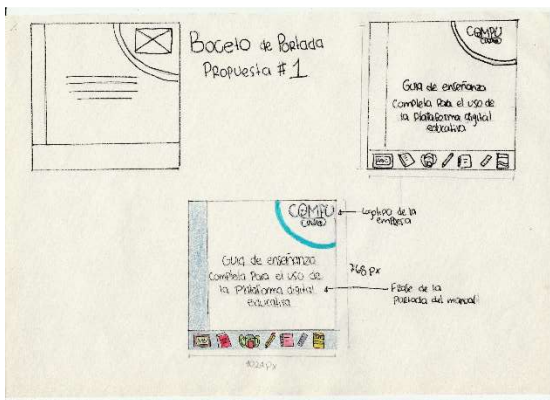 Boceto de Portada
Propuesta # 1
COMPU
Guia de enseñanza
Completa Para el uso de
la Plataforma digital
educativa
COMPU
Guia de enseñanza
Completa Para el uso de
la Plataforma digital
educativa
Logotipo de la
empresa
768 Px
Frase de la
Portada del manual
1024 Px